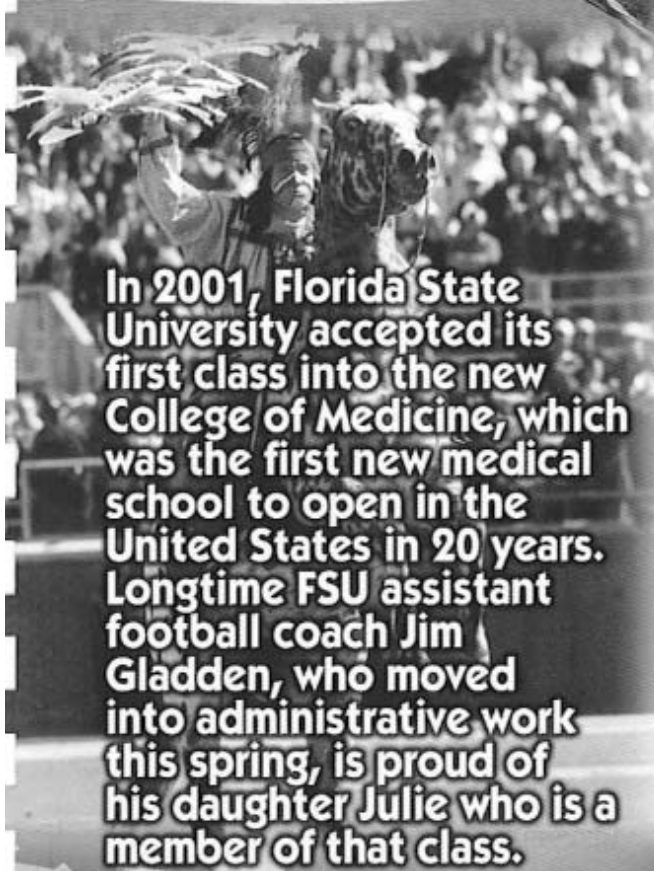 In 2001, Florida State
University accepted its
first class into the new
College of Medicine, which
was the first new medical
school to open in the
United States in 20 years.
Longtime FSU assistant
football coach Jim
Gladden, who moved
into administrative work
this spring, is proud of
his daughter Julie who is a
member of that class.